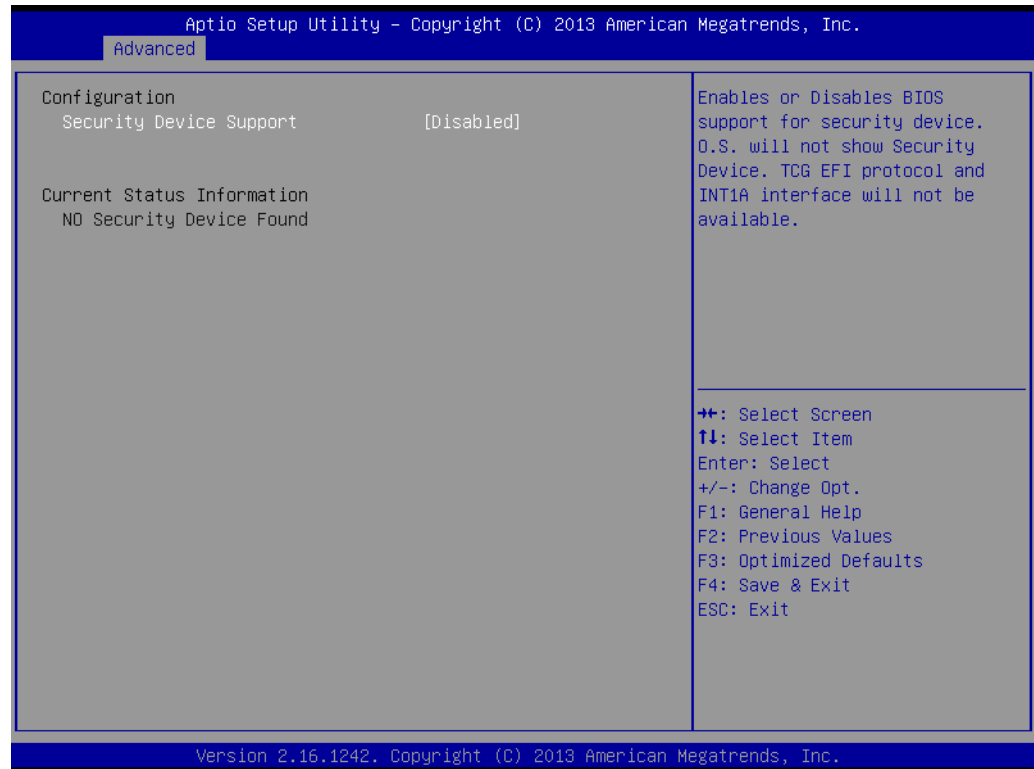 Aptio Setup Utility – Copyright (C) 2013 American Megatrends, Inc.
Advanced
Configuration
Security Device Support [Disabled]
Current Status Information
NO Security Device Found
Enables or Disables BIOS
support for security device.
O.S. will not show Security
Device. TCG EFI protocol and
INT1A interface will not be
available.
→←: Select Screen
↑↓: Select Item
Enter: Select
+/-: Change Opt.
F1: General Help
F2: Previous Values
F3: Optimized Defaults
F4: Save & Exit
ESC: Exit
Version 2.16.1242. Copyright (C) 2013 American Megatrends, Inc.